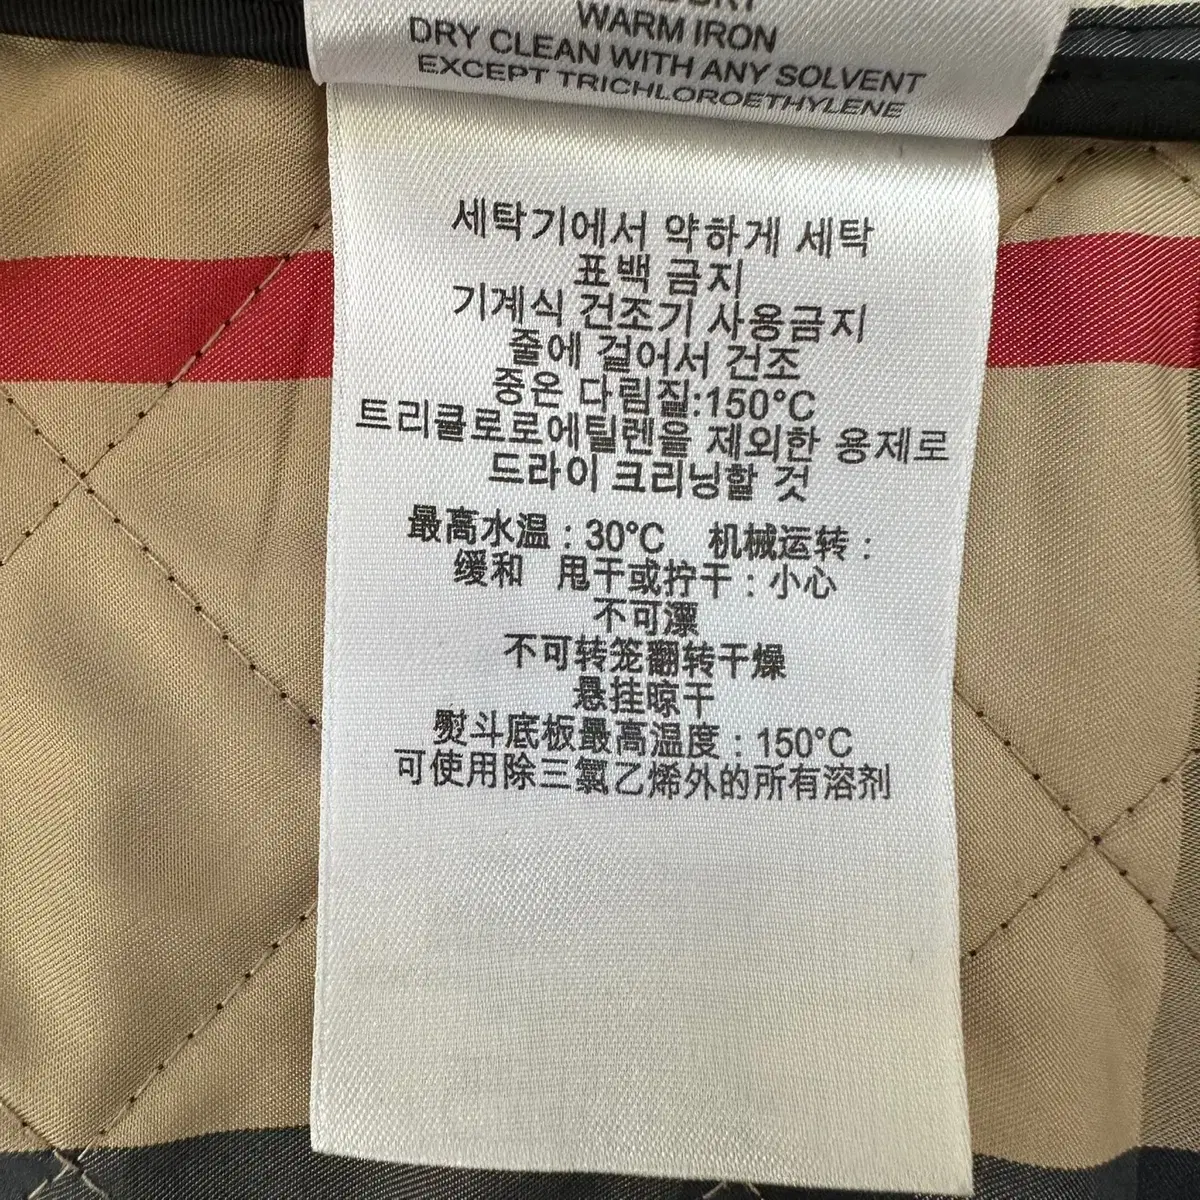 WARM IRON
DRY CLEAN WITH ANY SOLVENT
EXCEPT TRICHLOROETHYLENE
세탁기에서 약하게 세탁
표백 금지
기계식 건조기 사용금지
줄에 걸어서 건조
중온 다림질:150°C
트리클로로에틸렌을 제외한 용제로
드라이 크리닝할 것
最高水温：30°C 机械运转：
缓和 甩干或拧干：小心
不可漂
不可转笼翻转干燥
悬挂晾干
熨斗底板最高温度：150°C
可使用除三氯乙烯外的所有溶剂